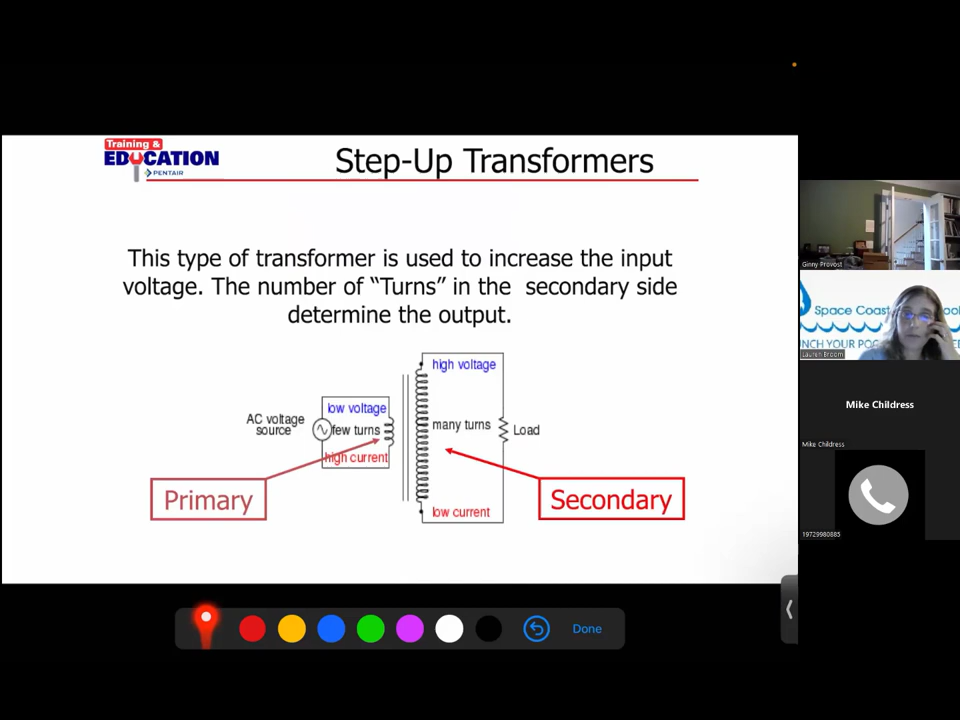 Training &
EDUCATION
PENTAIR
Step-Up Transformers
This type of transformer is used to increase the input
voltage. The number of “Turns” in the secondary side
determine the output.
high voltage
low voltage
AC voltage
source
few turns
many turns
Load
high current
Primary
Secondary
low current
Done
Ginny Provost
Space Coast
Lauren Broom
Mike Childress
Mike Childress
19729980885